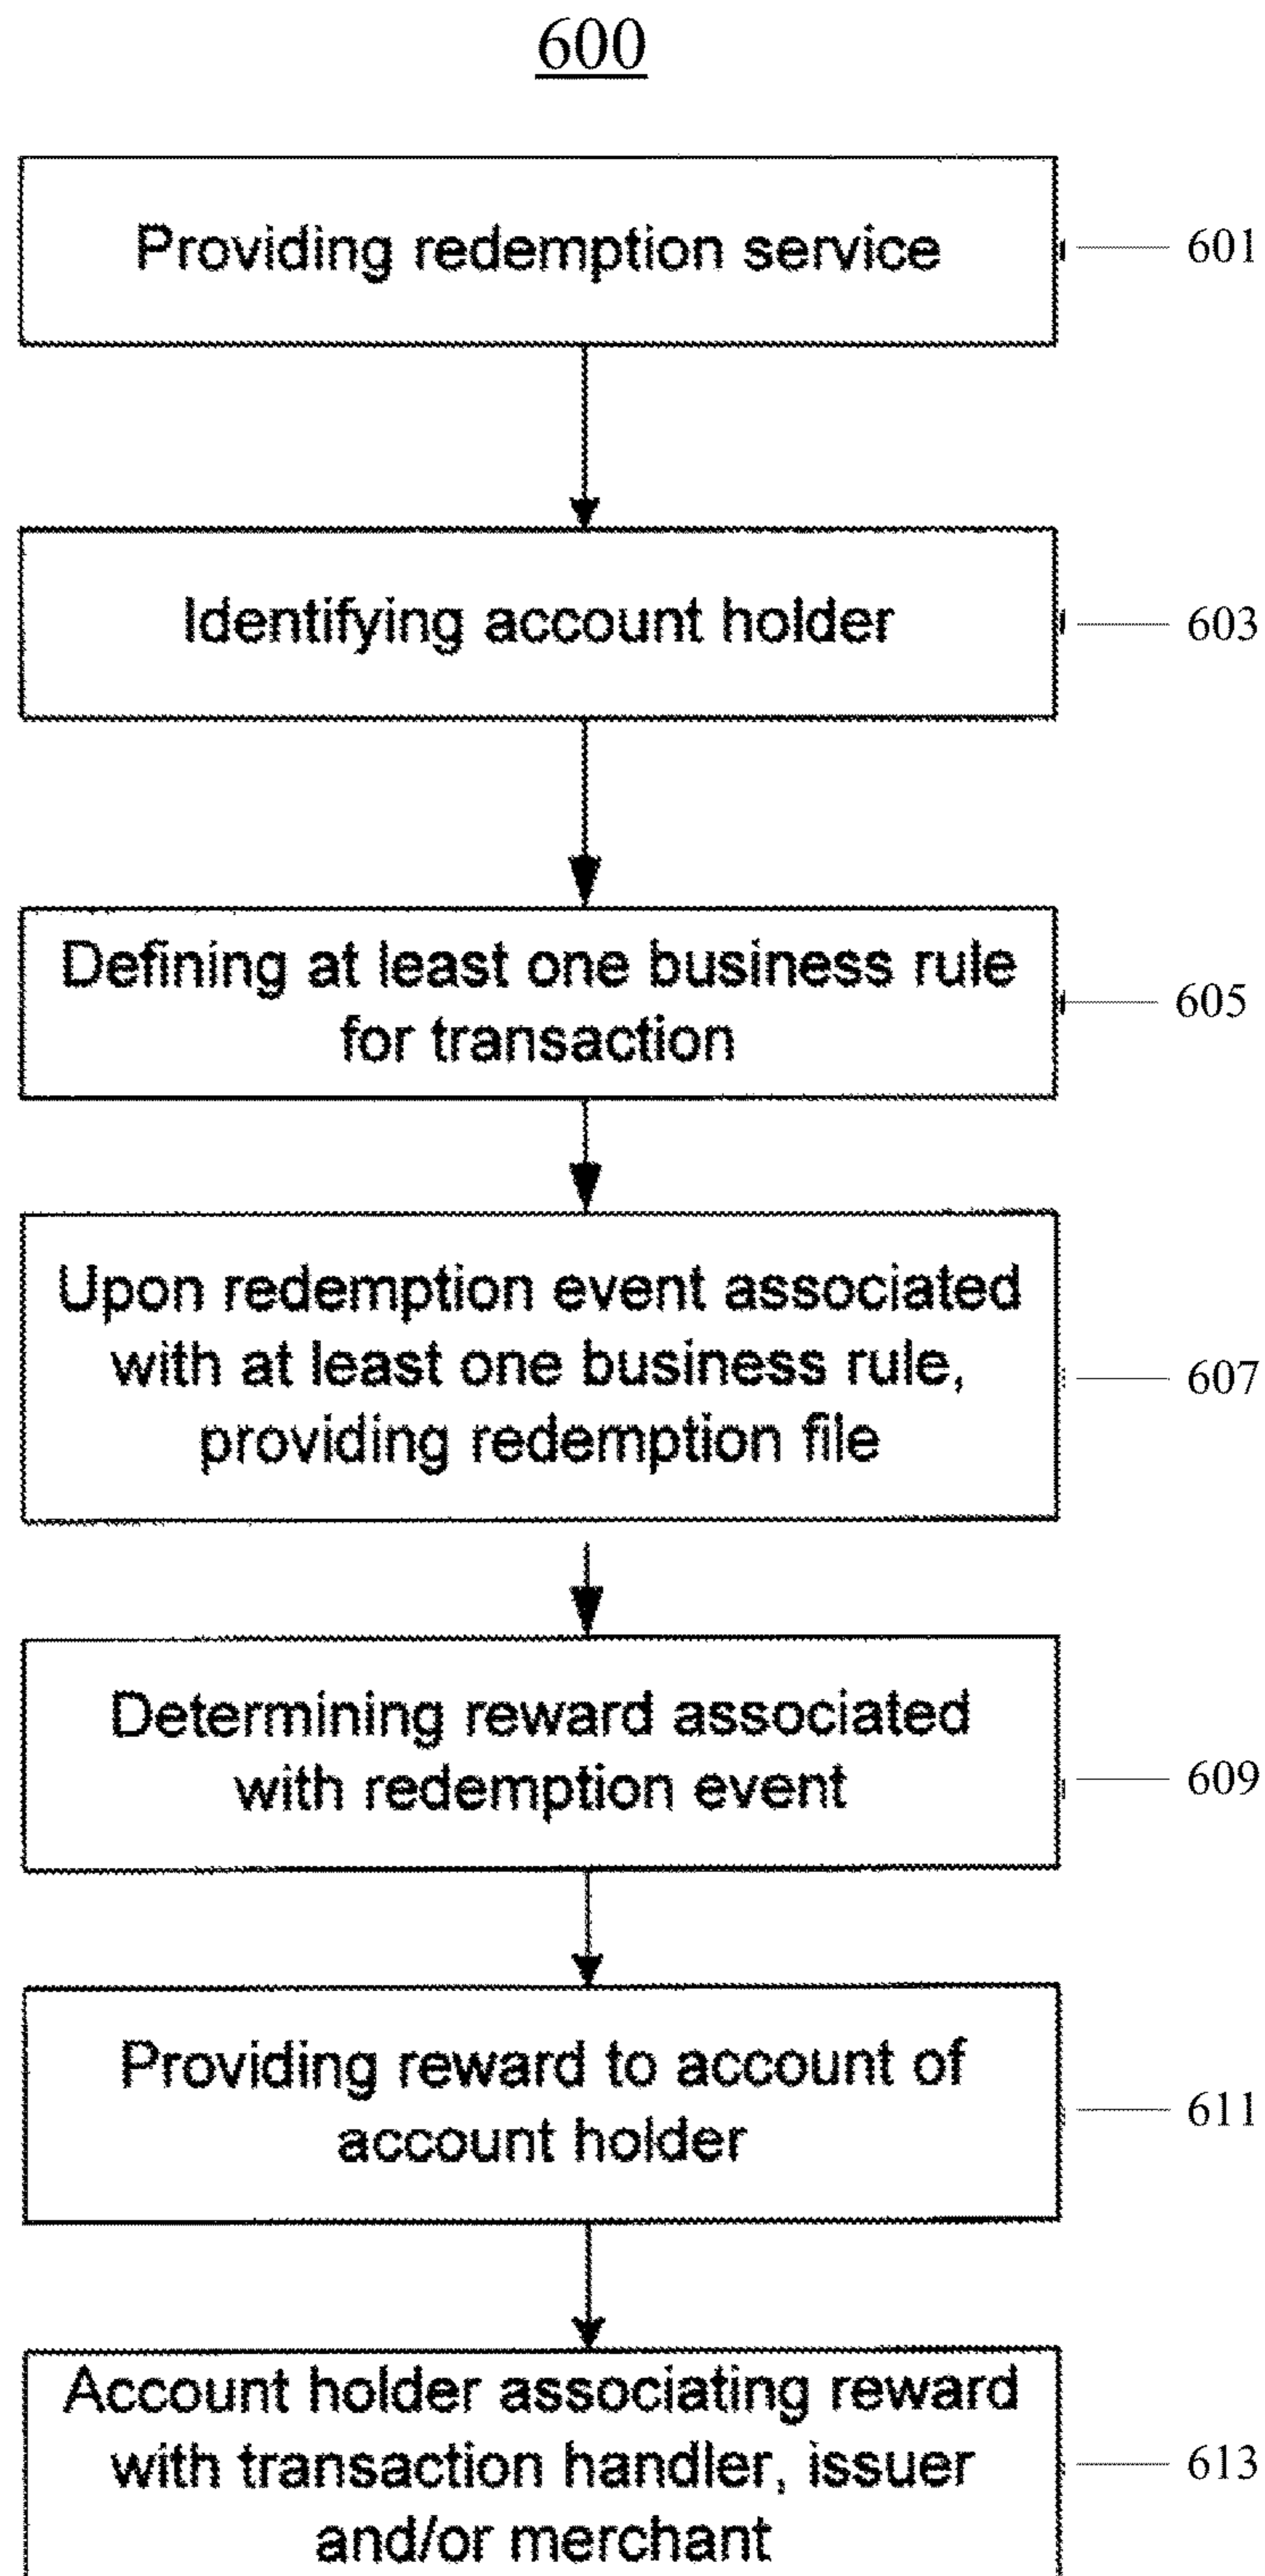 600
Providing redemption service
601
Identifying account holder
603
Defining at least one business rule
for transaction
605
Upon redemption event associated
with at least one business rule,
providing redemption file
607
Determining reward associated
with redemption event
609
Providing reward to account of
account holder
611
Account holder associating reward
with transaction handler, issuer
and/or merchant
613